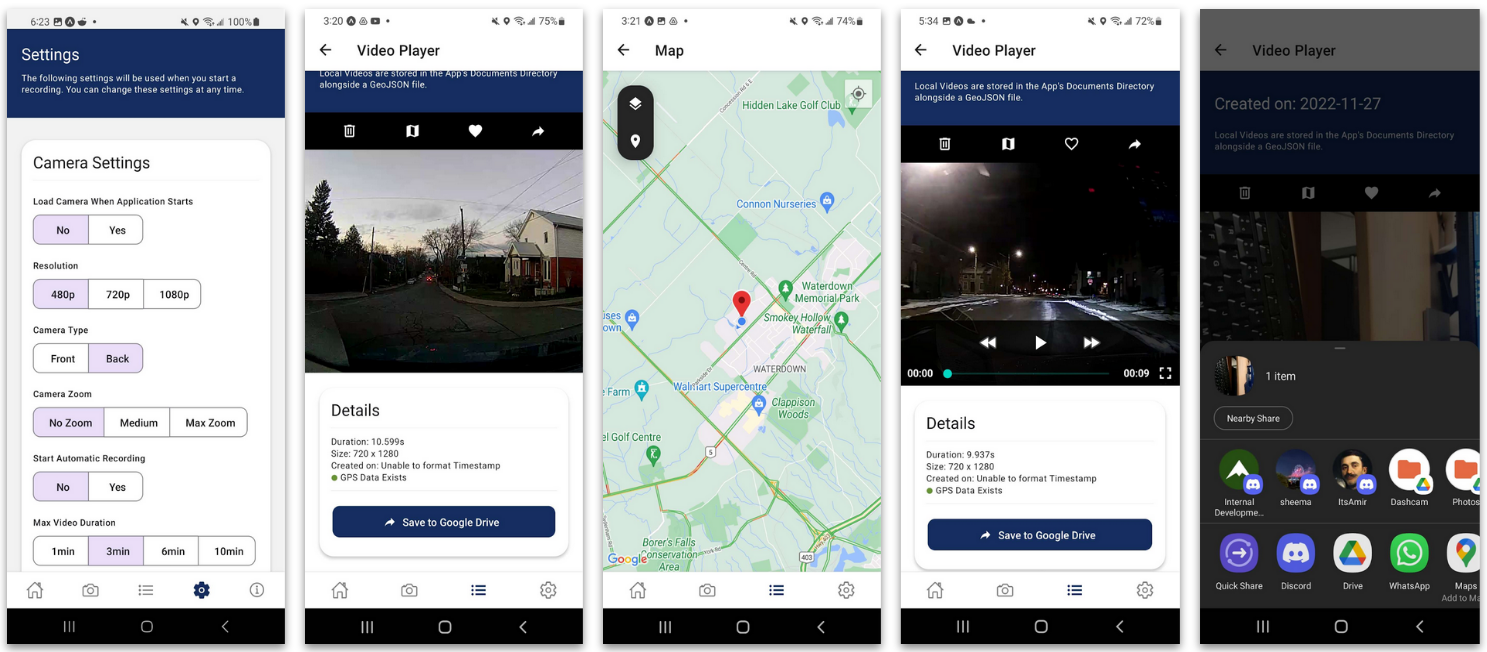 6:23
100%
Settings
The following settings will be used when you start a
recording. You can change these settings at any time.
Camera Settings
Load Camera When Application Starts
No Yes
Resolution
480p 720p 1080p
Camera Type
Front Back
Camera Zoom
No Zoom Medium Max Zoom
Start Automatic Recording
No Yes
Max Video Duration
1min 3min 6min 10min
3:20
75%
Video Player
Local Videos are stored in the App's Documents Directory
alongside a GeoJSON file.
Details
Duration: 10.599s
Size: 720 x 1280
Created on: Unable to format Timestamp
GPS Data Exists
Save to Google Drive
3:21
74%
Map
Concession Rd 6
Hidden Lake Golf Club
Connon Nurseries
Centre Rd
Waterdown
Memorial Park
ises
own
Smokey Hollow
Waterfall
Parkside Dr
WATERDOWN
e Farm
Walmart Supercentre
Clappison
Woods
el Golf Centre
5
Borer's Falls
Conservation
Area
403
Google
5:34
72%
Video Player
Local Videos are stored in the App's Documents Directory
alongside a GeoJSON file.
00:00 00:09
Details
Duration: 9.937s
Size: 720 x 1280
Created on: Unable to format Timestamp
GPS Data Exists
Save to Google Drive
Video Player
Created on: 2022-11-27
Local Videos are stored in the App's Documents Directory
alongside a GeoJSON file.
1 item
Nearby Share
Internal
Developme...
sheema
ItsAmir
Dashcam
Photos
Quick Share Discord Drive WhatsApp Maps
Add to Ma